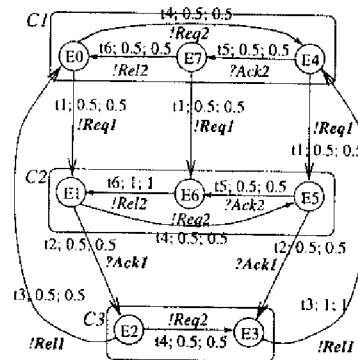 t4; 0.5; 0.5
C1
!Req2
t6; 0.5; 0.5
t5; 0.5; 0.5
E0
E7
E4
!Rel2
?Ack2
t1; 0.5; 0.5
t1; 0.5; 0.5
!Req1
!Req1
!Req1
t1; 0.5; 0.5
C2
t6; 1; 1
t5; 0.5; 0.5
E1
E6
E5
!Rel2
?Ack2
!Req2
t2; 0.5; 0.5
t4; 0.5; 0.5
t2; 0.5; 0.5
?Ack1
?Ack1
t3; 0.5; 0.5
t3; 1; 1
C3
!Req2
E2
E3
t4; 0.5; 0.5
!Rel1
!Rel1